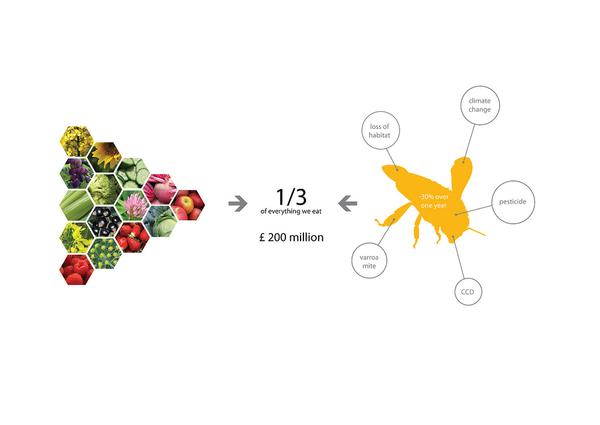 1/3
of everything we eat
£ 200 million
loss of
habitat
climate
change
-30% over
one year
pesticide
varroa
mite
CCD